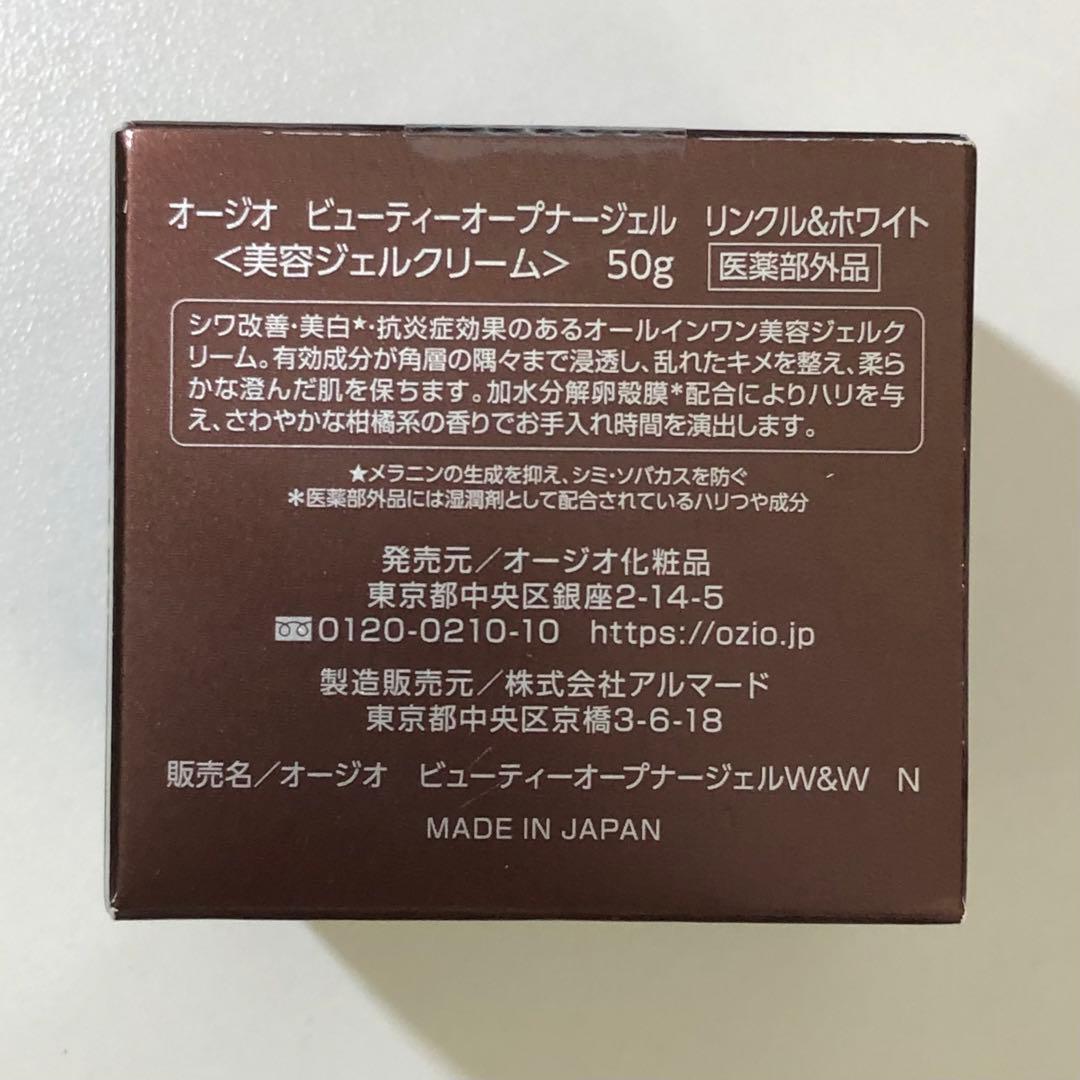 オージオ　ビューティーオープナージェル　リンクル&ホワイト
＜美容ジェルクリーム＞　50g　医薬部外品
シワ改善・美白★・抗炎症効果のあるオールインワン美容ジェルク
リーム。有効成分が角層の隅々まで浸透し、乱れたキメを整え、柔ら
かな澄んだ肌を保ちます。加水分解卵殻膜＊配合によりハリを与
え、さわやかな柑橘系の香りでお手入れ時間を演出します。
★メラニンの生成を抑え、シミ・ソバカスを防ぐ
＊医薬部外品には湿潤剤として配合されているハリつや成分
発売元／オージオ化粧品
東京都中央区銀座2-14-5
0120-0210-10　https://ozio.jp
製造販売元／株式会社アルマード
東京都中央区京橋3-6-18
販売名／オージオ　ビューティーオープナージェルW&W　N
MADE IN JAPAN